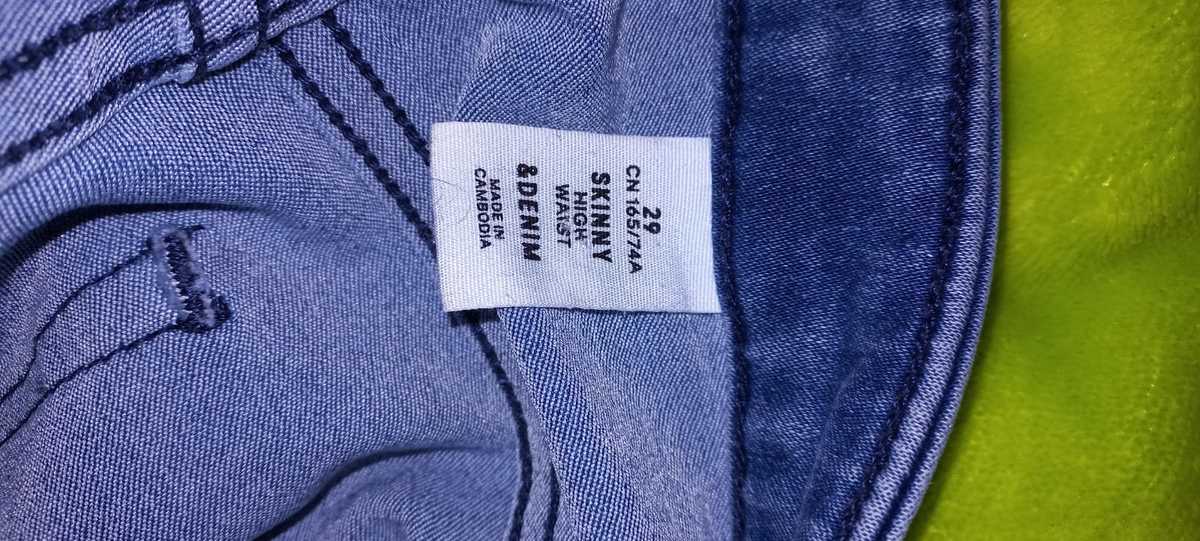 29
CN 165/74A
SKINNY
HIGH
WAIST
&DENIM
MADE IN
CAMBODIA